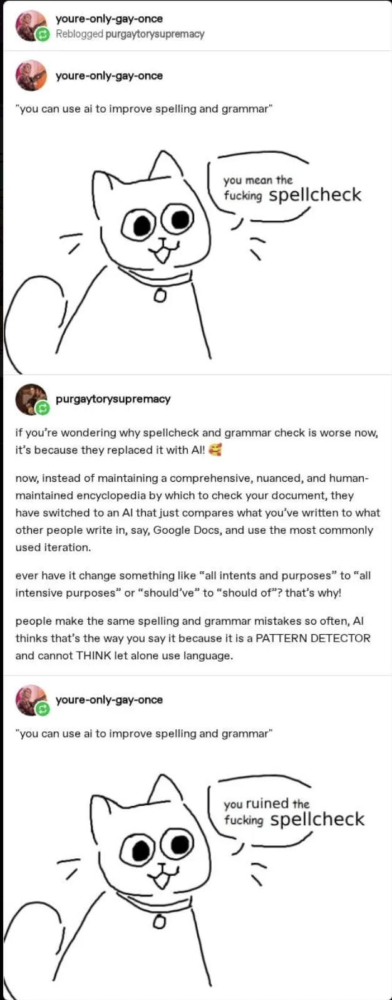 youre-only-gay-once
Reblogged purgaytorysupremacy
youre-only-gay-once
"you can use ai to improve spelling and grammar"
you mean the
fucking spellcheck
purgaytorysupremacy
if you're wondering why spellcheck and grammar check is worse now,
it's because they replaced it with AI! 🥰
now, instead of maintaining a comprehensive, nuanced, and human-
maintained encyclopedia by which to check your document, they
have switched to an AI that just compares what you've written to what
other people write in, say, Google Docs, and use the most commonly
used iteration.
ever have it change something like “all intents and purposes” to “all
intensive purposes” or “should've” to “should of”? that's why!
people make the same spelling and grammar mistakes so often, AI
thinks that's the way you say it because it is a PATTERN DETECTOR
and cannot THINK let alone use language.
youre-only-gay-once
"you can use ai to improve spelling and grammar"
you ruined the
fucking spellcheck